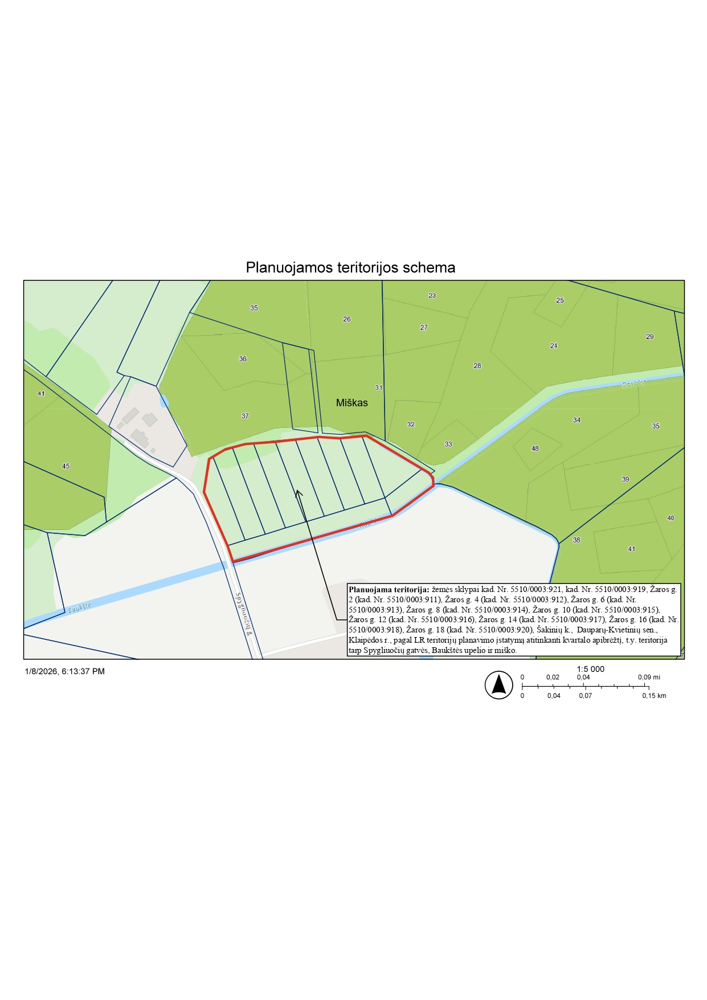 Planuojamos teritorijos schema
23
25
35
26
27
29
24
36
28
31
41
Miškas
37
32
34
35
33
48
45
39
40
38
41
Baukštė
Spygliuočių g.
Planuojama teritorija: žemės sklypai kad. Nr. 5510/0003:921, kad. Nr. 5510/0003:919, Žaros g.
2 (kad. Nr. 5510/0003:911), Žaros g. 4 (kad. Nr. 5510/0003:912), Žaros g. 6 (kad. Nr.
5510/0003:913), Žaros g. 8 (kad. Nr. 5510/0003:914), Žaros g. 10 (kad. Nr. 5510/0003:915),
Žaros g. 12 (kad. Nr. 5510/0003:916), Žaros g. 14 (kad. Nr. 5510/0003:917), Žaros g. 16 (kad. Nr.
5510/0003:918), Žaros g. 18 (kad. Nr. 5510/0003:920), Šakinių k., Dauparų-Kvietinių sen.,
Klaipėdos r., pagal LR teritorijų planavimo įstatymą atitinkanti kvartalo apibrėžtį, t.y. teritorija
tarp Spygliuočių gatvės, Baukštės upelio ir miško.
1/8/2026, 6:13:37 PM
1:5 000
0 0,02 0,04 0,09 mi
0 0,04 0,07 0,15 km